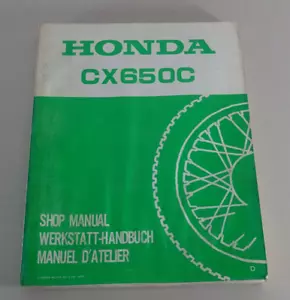 HONDA
CX650C
SHOP MANUAL
WERKSTATT-HANDBUCH
MANUEL D'ATELIER